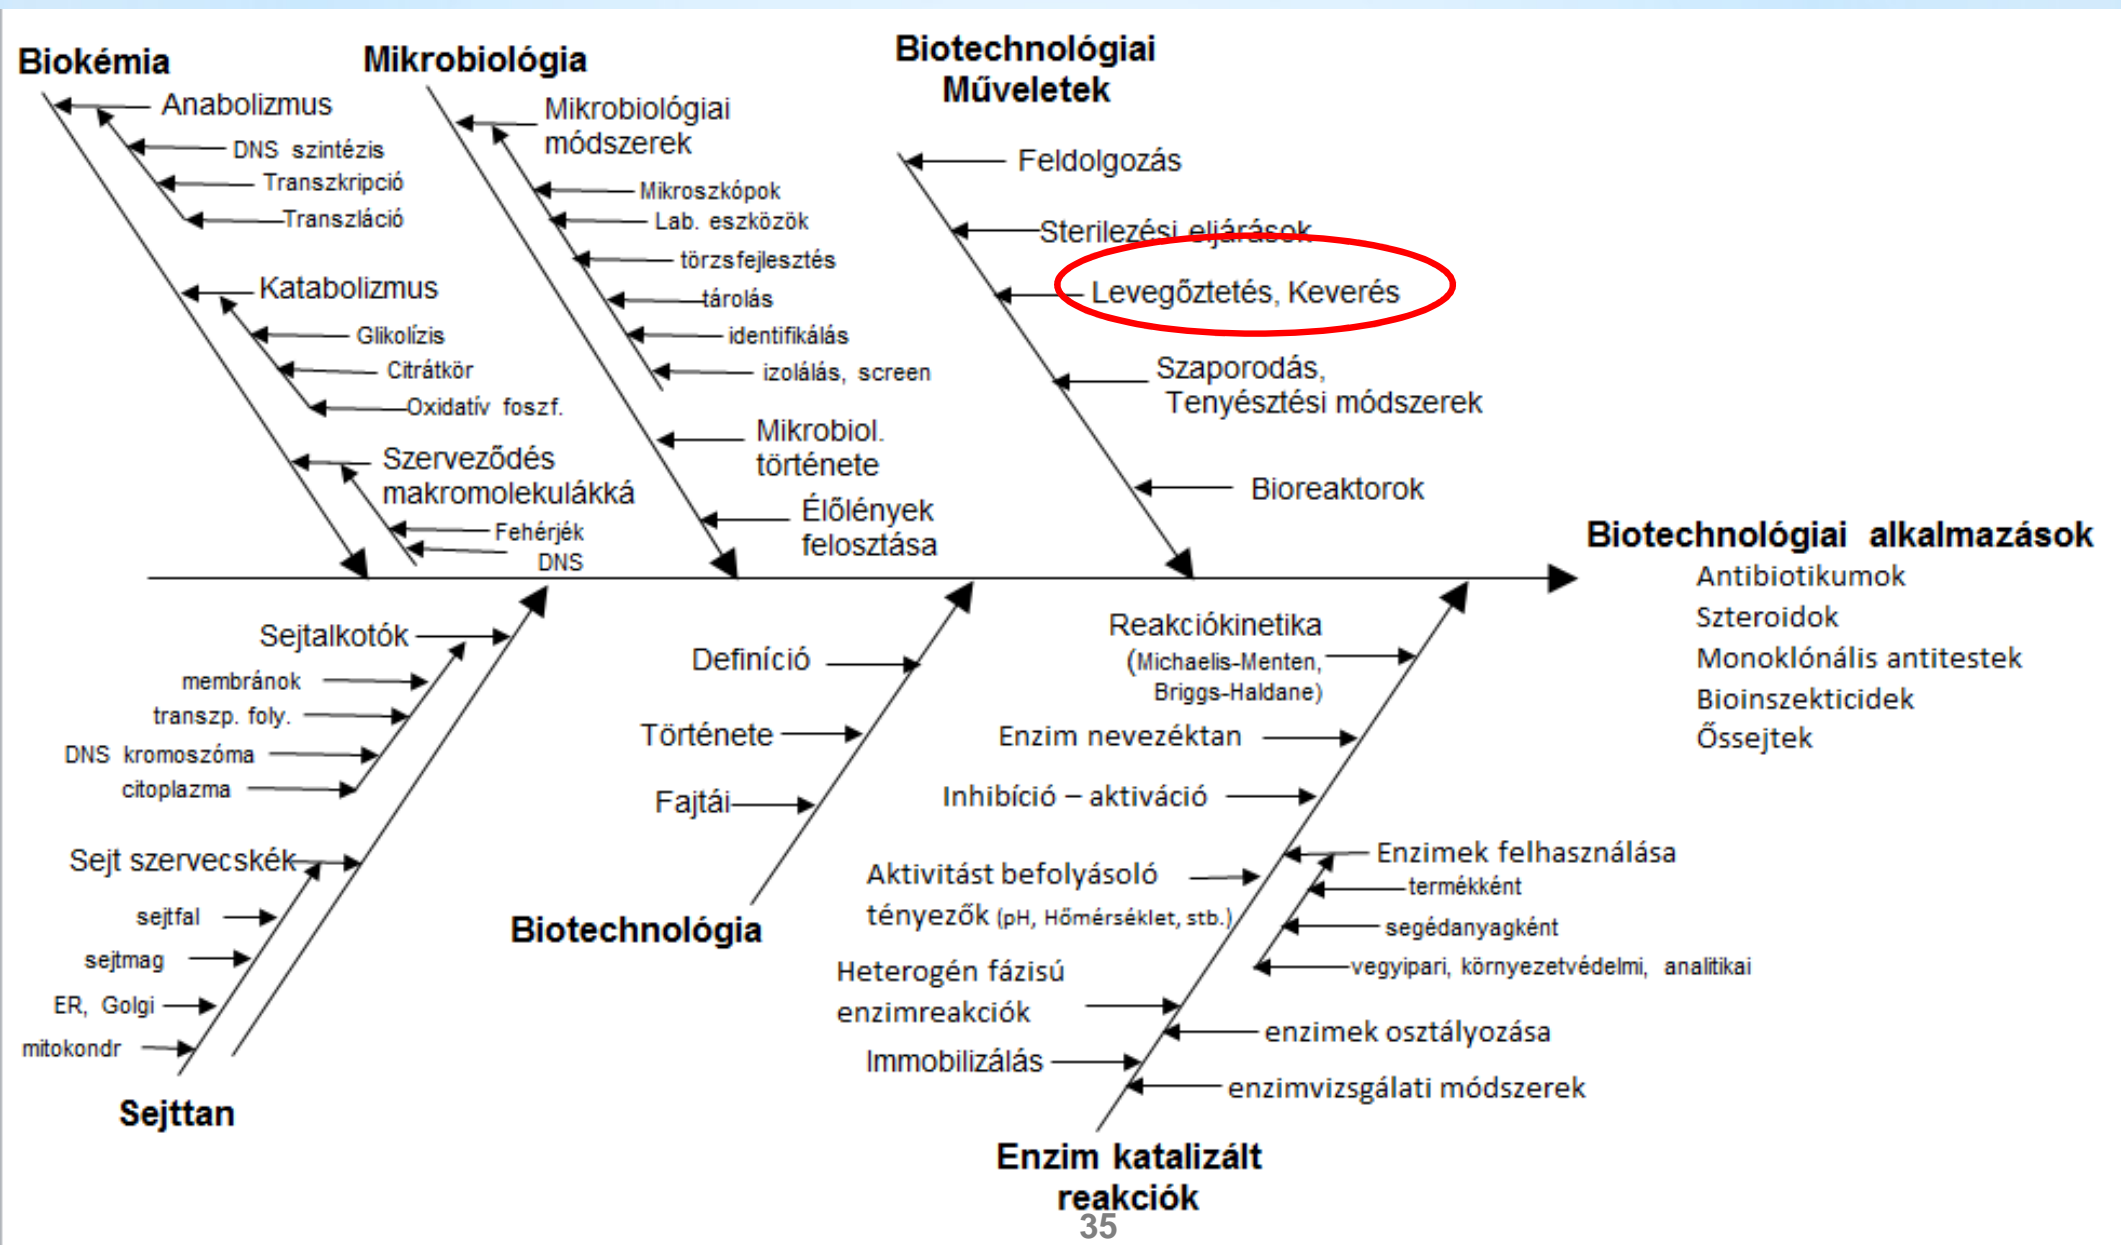 Biokémia
Anabolizmus
DNS szintézis
Transzkripció
Transzláció
Katabolizmus
Glikolízis
Citrátkör
Oxidatív foszf.
Szerveződés
makromolekulákká
Fehérjék
DNS
Mikrobiológia
Mikrobiológiai
módszerek
Mikroszkópok
Lab. eszközök
törzsfejlesztés
tárolás
identifikálás
izolálás, screen
Mikrobiol.
története
Élőlények
felosztása
Biotechnológiai
Műveletek
Feldolgozás
Sterilezési eljárások
Levegőztetés, Keverés
Szaporodás,
Tenyésztési módszerek
Bioreaktorok
Biotechnológiai alkalmazások
Antibiotikumok
Szteroidok
Monoklónális antitestek
Bioinszekticidek
Őssejtek
Sejtalkotók
membránok
transzp. foly.
DNS kromoszóma
citoplazma
Sejt szervecskék
sejtfal
sejtmag
ER, Golgi
mitokondr
Sejttan
Definíció
Története
Fajtái
Biotechnológia
Reakciókinetika
(Michaelis-Menten,
Briggs-Haldane)
Enzim nevezéktan
Inhibíció – aktiváció
Aktivitást befolyásoló
tényezők (pH, Hőmérséklet, stb.)
Heterogén fázisú
enzimreakciók
Immobilizálás
Enzimek felhasználása
termékként
segédanyagként
vegyipari, környezetvédelmi, analitikai
enzimek osztályozása
enzimvizsgálati módszerek
Enzim katalizált
reakciók
35